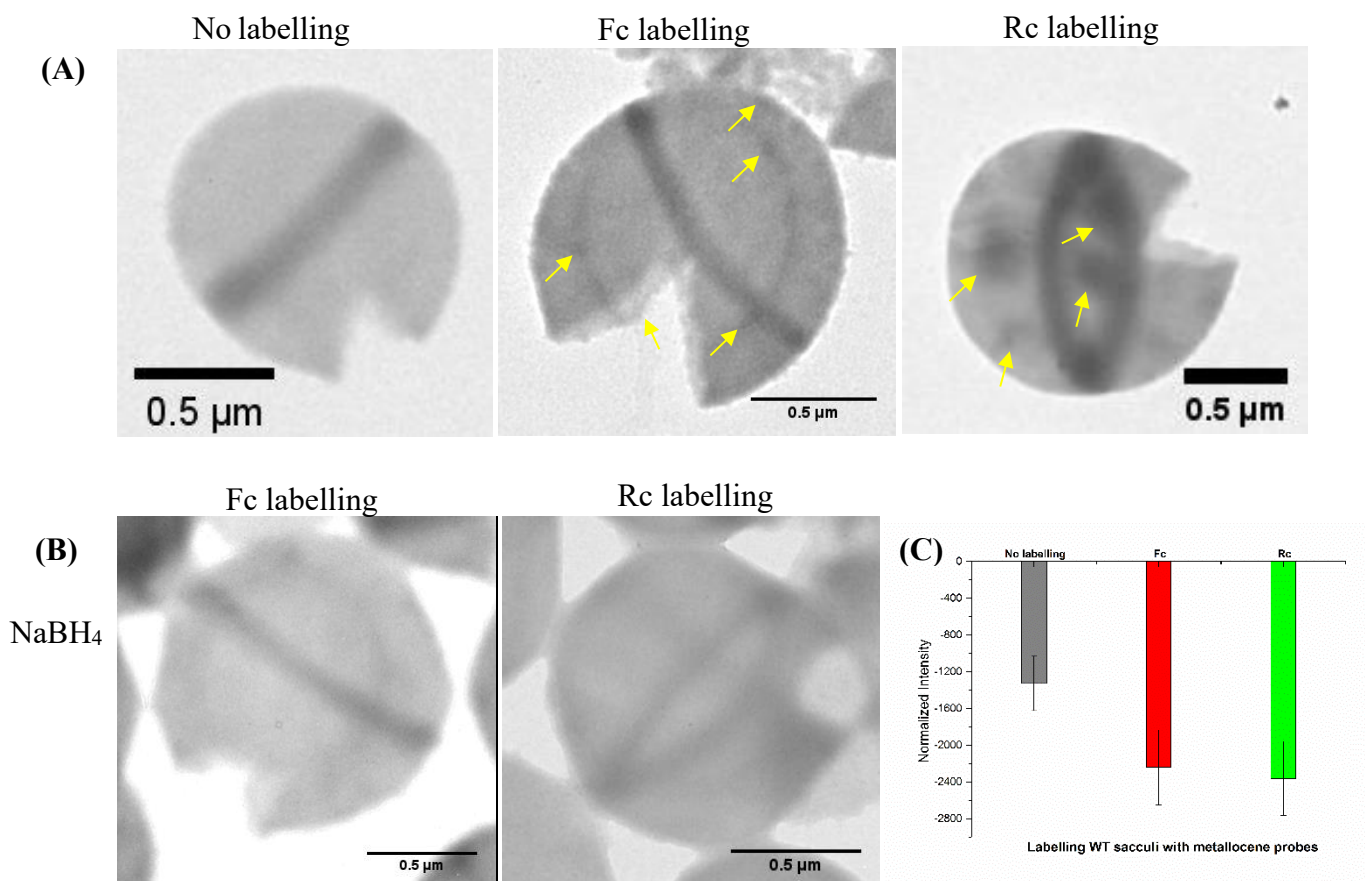 No labelling
Fc labelling
Rc labelling
(A)
0.5 µm
0.5 µm
0.5 µm
Fc labelling
Rc labelling
(B)
NaBH4
0.5 µm
0.5 µm
(C)
No labelling
Fc
Rc
0
-400
-800
-1200
-1600
-2000
-2400
-2800
Normalized Intensity
Labelling WT sacculi with metallocene probes